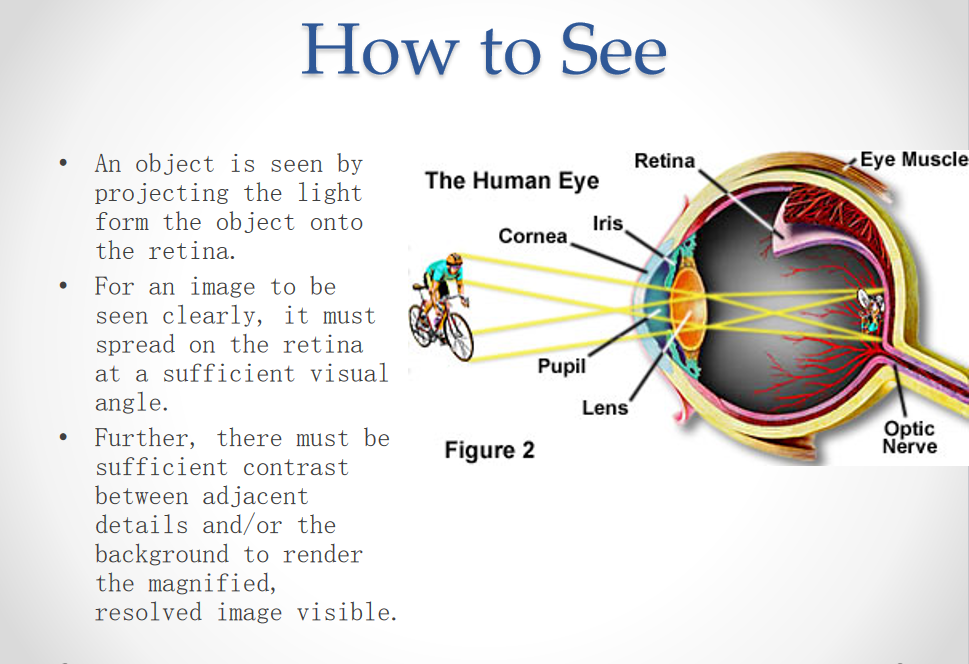 How to See
• An object is seen by
projecting the light
form the object onto
the retina.
• For an image to be
seen clearly, it must
spread on the retina
at a sufficient visual
angle.
• Further, there must be
sufficient contrast
between adjacent
details and/or the
background to render
the magnified,
resolved image visible.
The Human Eye
Retina
Eye Muscle
Iris
Cornea
Pupil
Lens
Optic
Nerve
Figure 2